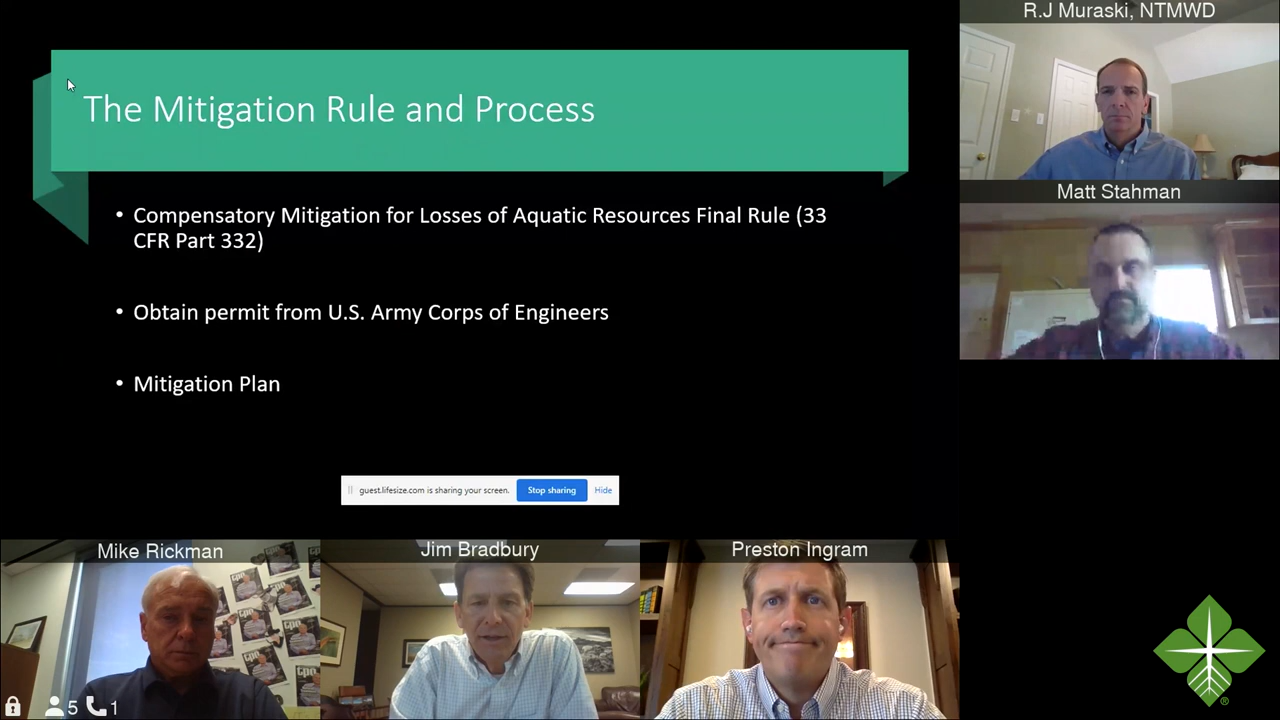 R.J Muraski, NTMWD
The Mitigation Rule and Process
Matt Stahman
• Compensatory Mitigation for Losses of Aquatic Resources Final Rule (33
CFR Part 332)
• Obtain permit from U.S. Army Corps of Engineers
• Mitigation Plan
guest.lifesize.com is sharing your screen. Stop sharing Hide
Mike Rickman
Jim Bradbury
Preston Ingram
5 1
®